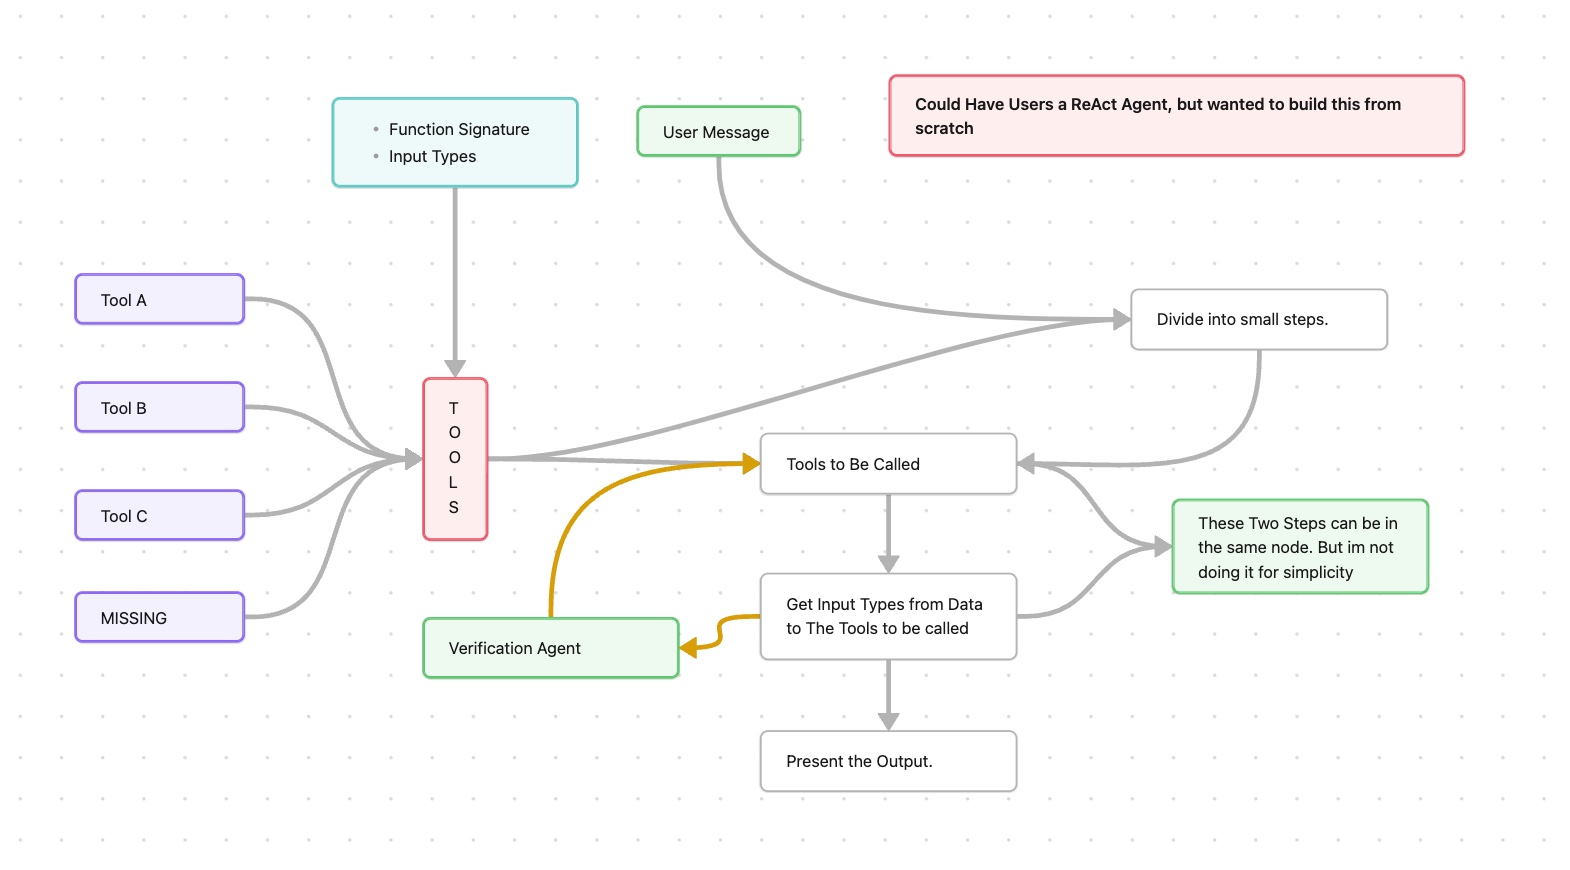 Function Signature
Input Types
User Message
Could Have Users a ReAct Agent, but wanted to build this from
scratch
Tool A
Tool B
Tool C
MISSING
T
O
O
L
S
Divide into small steps.
Tools to Be Called
These Two Steps can be in
the same node. But im not
doing it for simplicity
Get Input Types from Data
to The Tools to be called
Verification Agent
Present the Output.